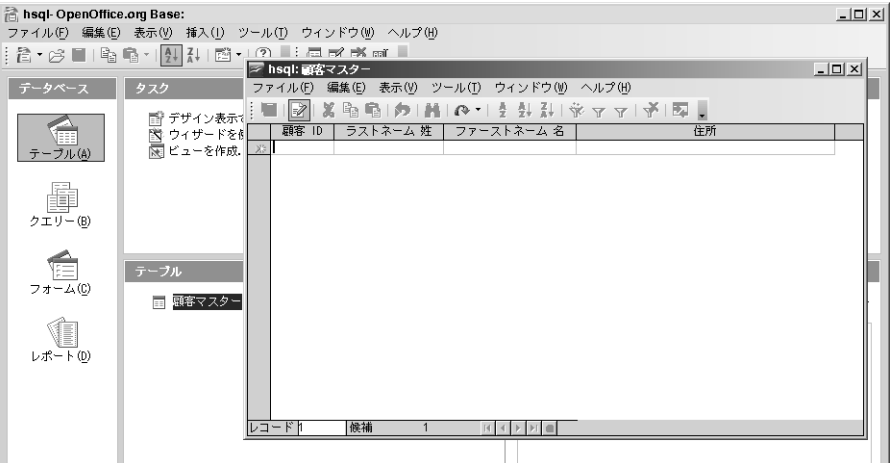 hsql- OpenOffice.org Base:
ファイル(F) 編集(E) 表示(V) 挿入(I) ツール(T) ウィンドウ(W) ヘルプ(H)
データベース
タスク
テーブル(A)
クエリー(B)
フォーム(C)
レポート(D)
デザイン表示で
ウィザードを
ビューを作成.
テーブル
顧客マスター
hsql: 顧客マスター
ファイル(F) 編集(E) 表示(V) ツール(T) ウィンドウ(W) ヘルプ(H)
顧客 ID ラストネーム 姓 ファーストネーム 名 住所
レコード 1 候補 1